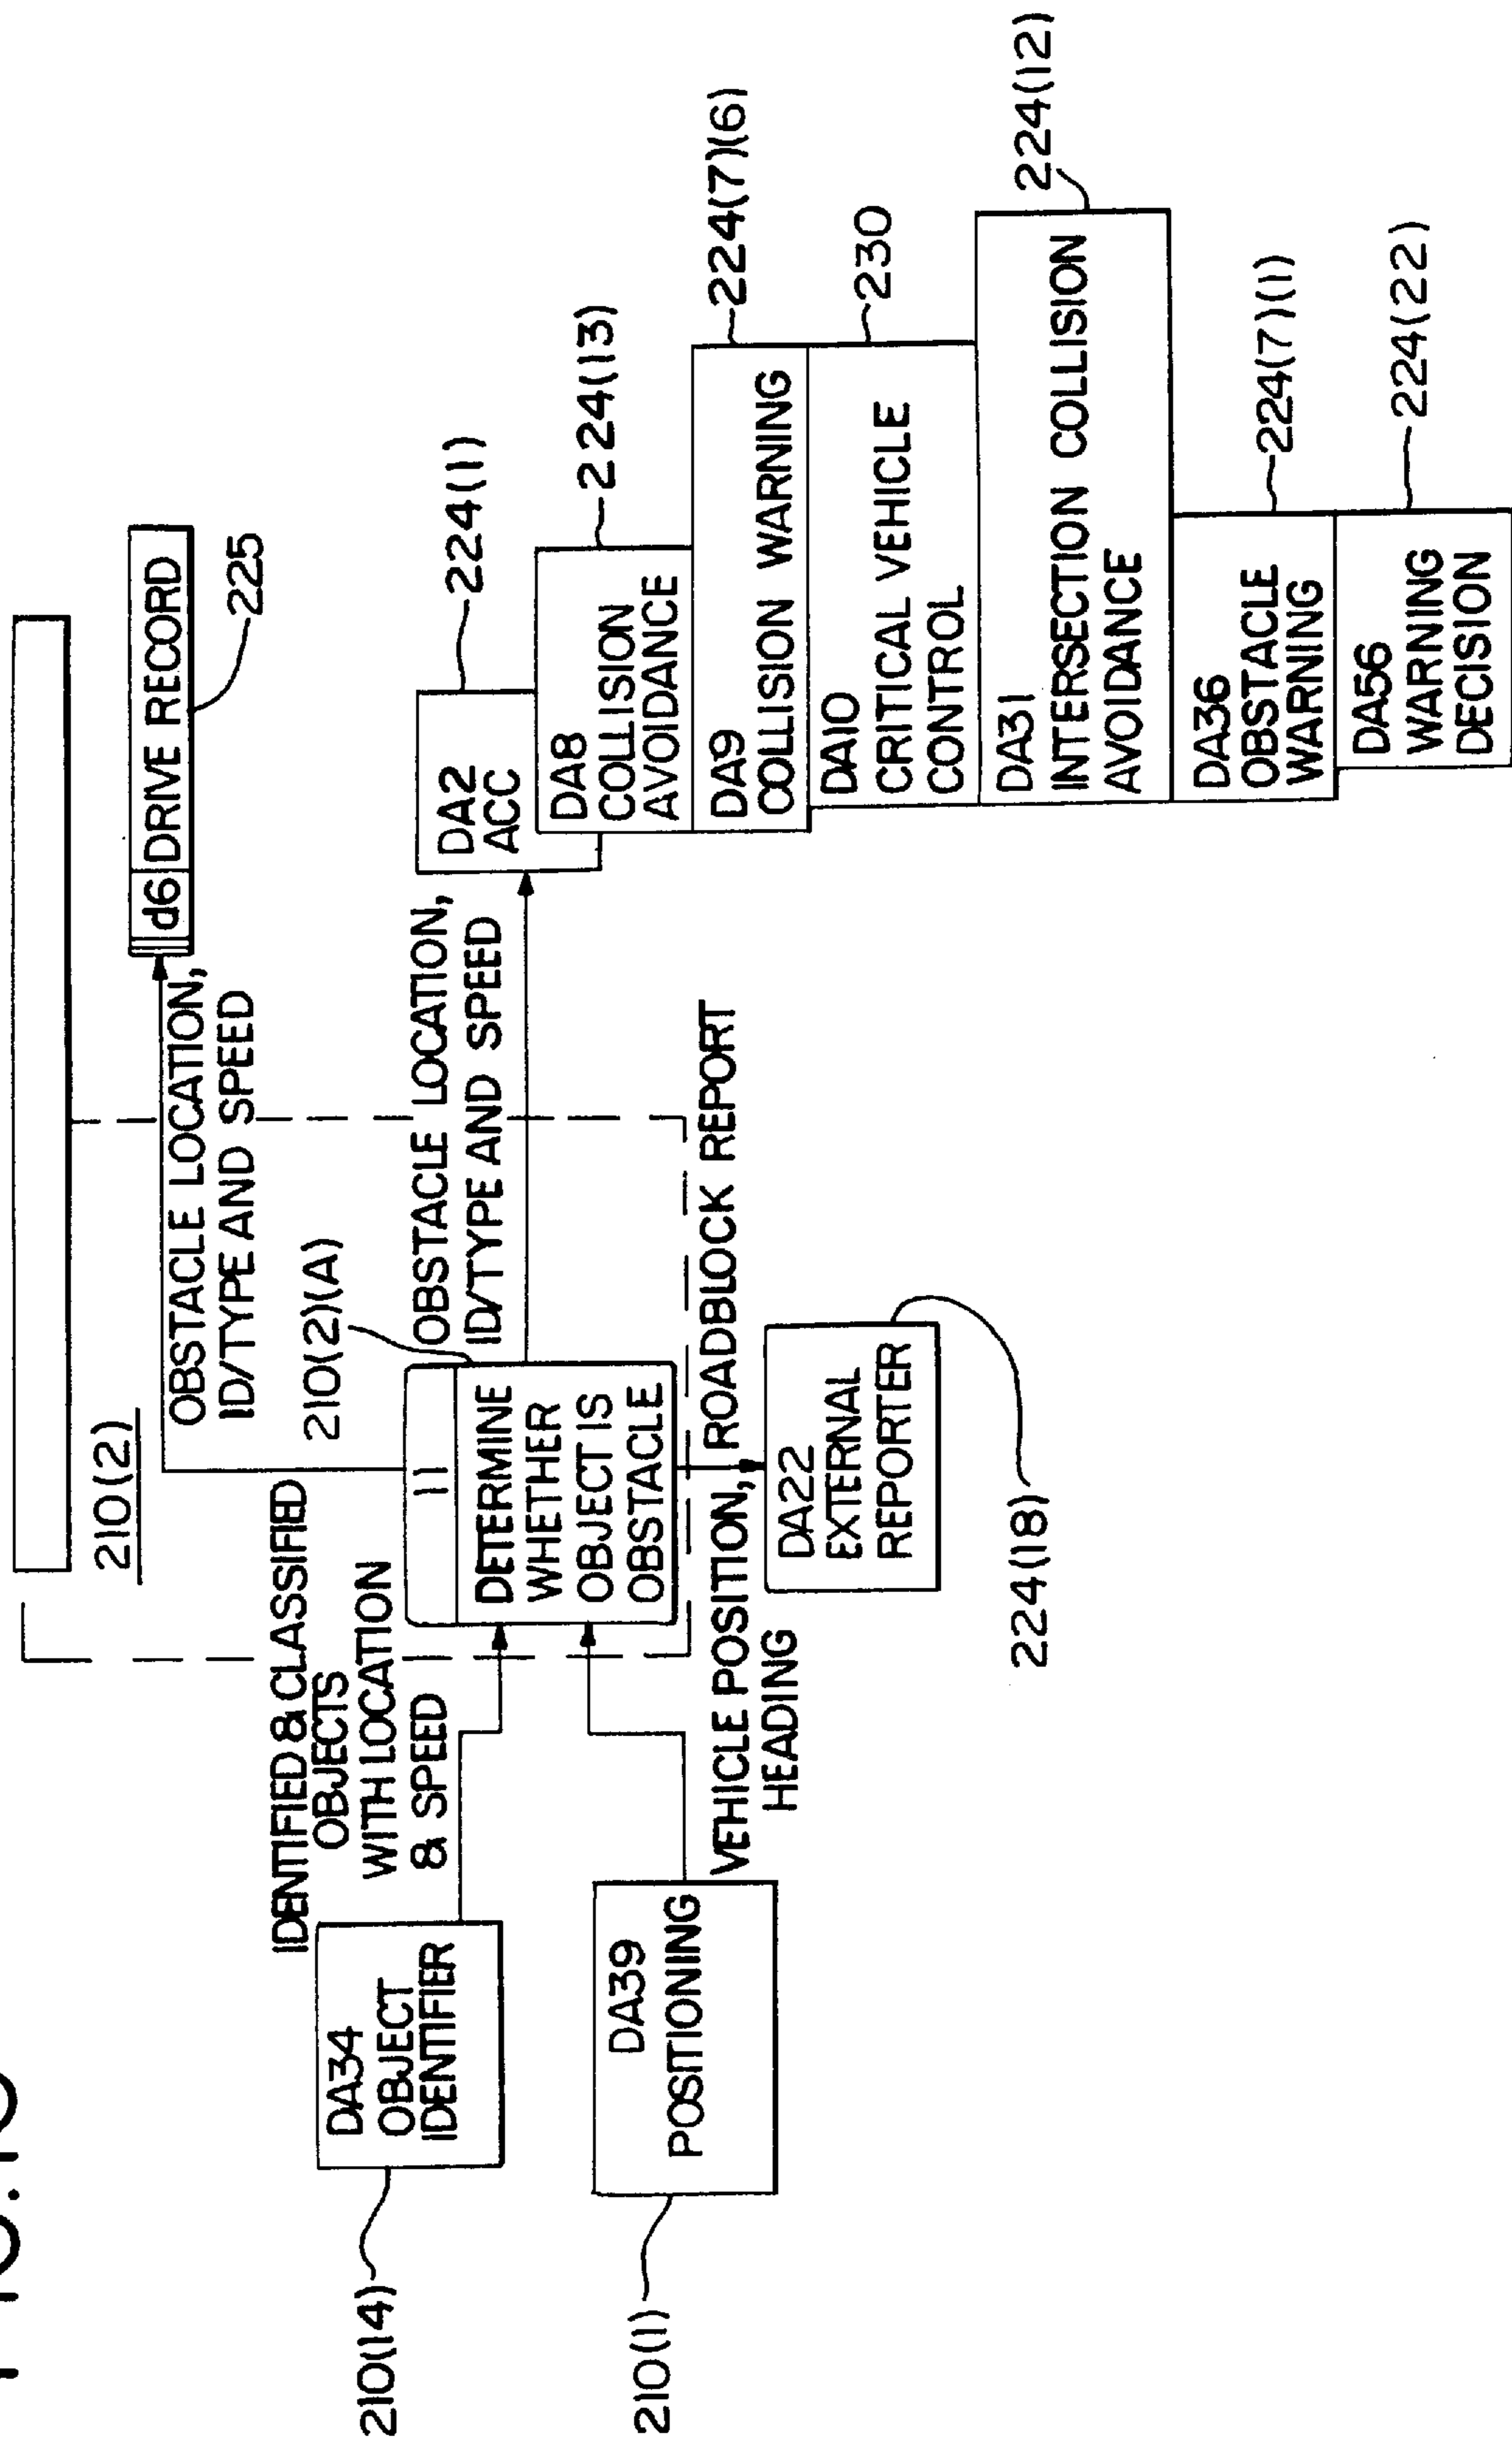 210(2)
d6 DRIVE RECORD
225
OBSTACLE LOCATION,
ID/TYPE AND SPEED
IDENTIFIED & CLASSIFIED
OBJECTS
WITH LOCATION
& SPEED
210(2)(A)
DA34
OBJECT
IDENTIFIER
210(14)
11
DETERMINE
WHETHER
OBJECT IS
OBSTACLE
OBSTACLE LOCATION,
ID/TYPE AND SPEED
DA39
POSITIONING
210(1)
VEHICLE POSITION,
HEADING
ROADBLOCK REPORT
DA22
EXTERNAL
REPORTER
224(18)
DA2
ACC
224(1)
DA8
COLLISION
AVOIDANCE
224(13)
DA9
COLLISION WARNING
224(7)(6)
DA10
CRITICAL VEHICLE
CONTROL
230
DA31
INTERSECTION COLLISION
AVOIDANCE
224(12)
DA36
OBSTACLE
WARNING
224(7)(1)
DA56
WARNING
DECISION
224(22)